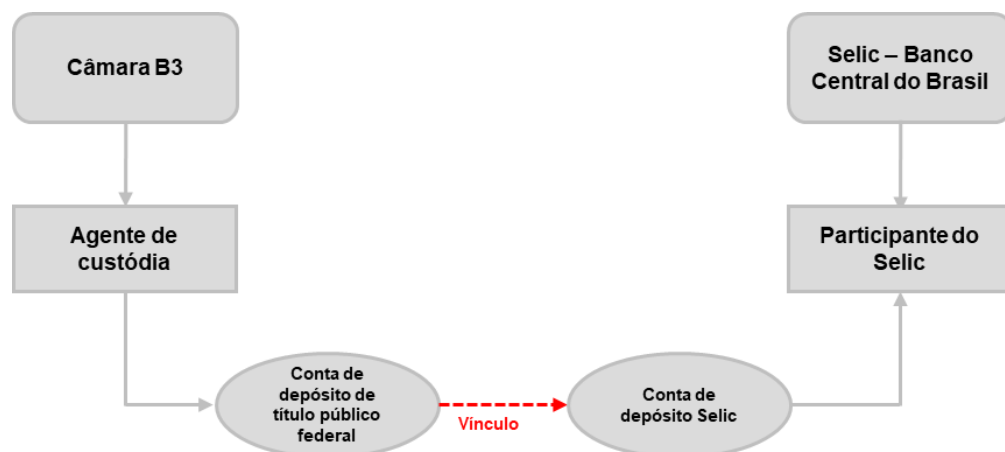 Câmara B3
Selic – Banco
Central do Brasil
Agente de
custódia
Participante do
Selic
Conta de
depósito de
título público
federal
Vínculo
Conta de
depósito Selic